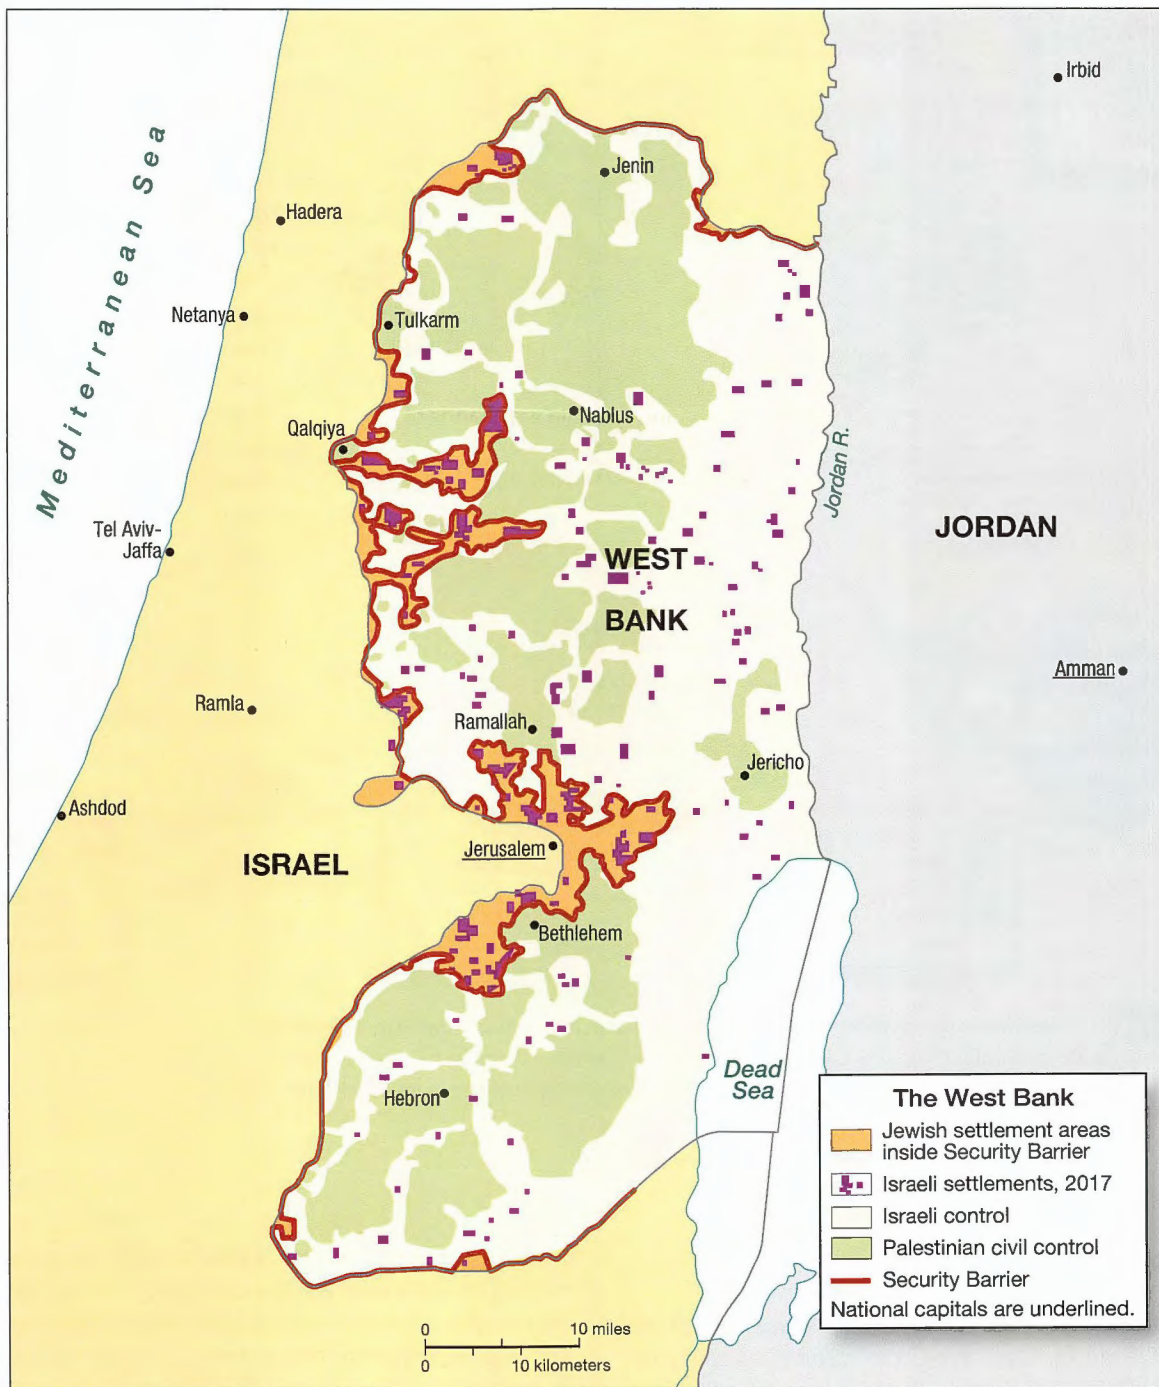 Irbid
Jenin
Mediterranean Sea
Hadera
Netanya
Tulkarm
Nablus
Qalqiya
Jordan R.
Tel Aviv-
Jaffa
JORDAN
WEST
BANK
Amman
Ramla
Ramallah
Jericho
Ashdod
Jerusalem
ISRAEL
Bethlehem
Dead
Sea
Hebron
The West Bank
Jewish settlement areas
inside Security Barrier
Israeli settlements, 2017
Israeli control
Palestinian civil control
Security Barrier
National capitals are underlined.
0 10 miles
0 10 kilometers